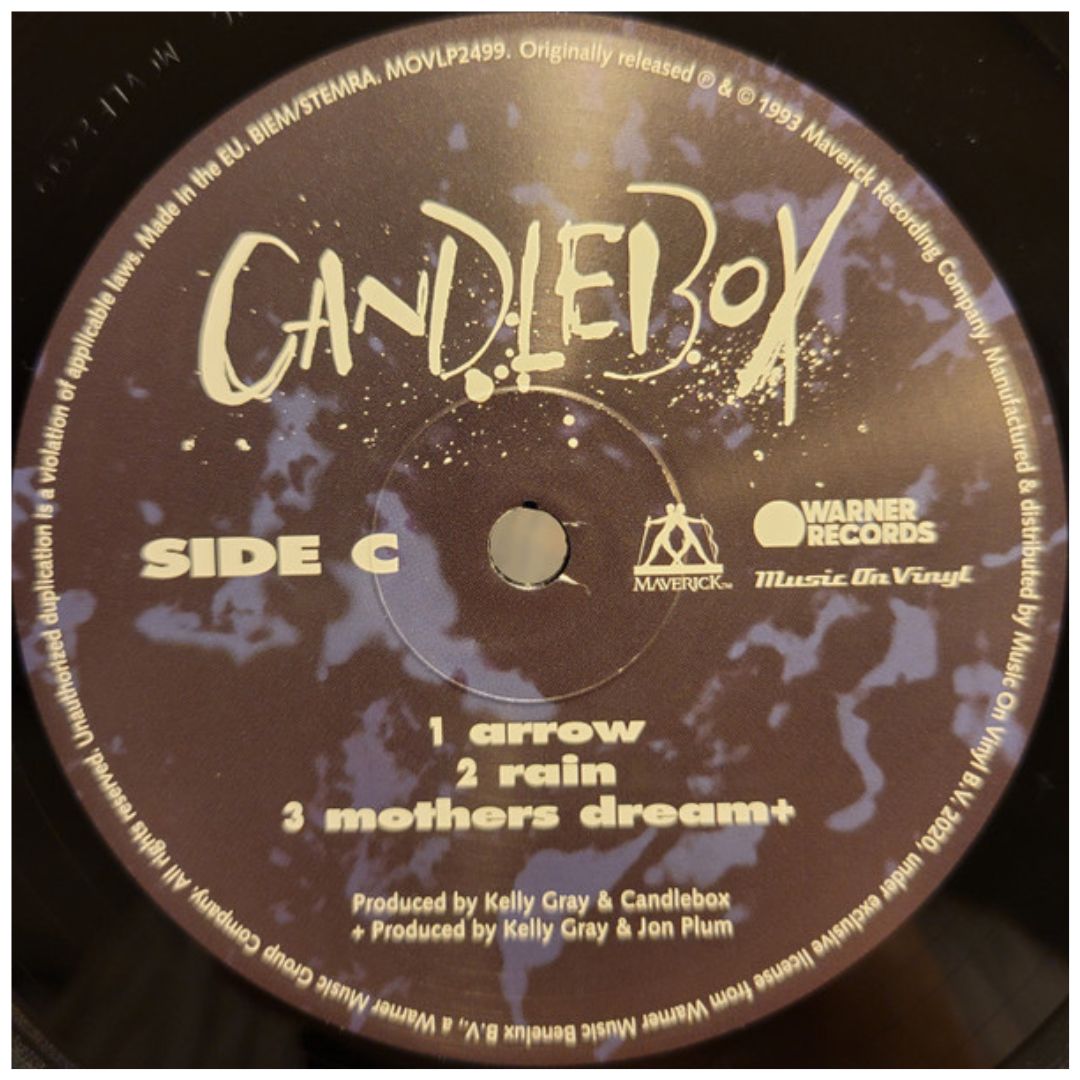 Unauthorized duplication is a violation of applicable laws. Made in the EU. BIEM/STEMRA. MOVLP2499. Originally released ℗ & © 1993 Maverick Recording Company. Manufactured & distributed by Music On Vinyl B.V. 2020, under exclusive license from Warner Music Benelux B.V., a Warner Music Group Company. All rights reserved.
CANDLEBOX
SIDE C
MAVERICK™
WARNER
RECORDS
Music On Vinyl
1 arrow
2 rain
3 mothers dream+
Produced by Kelly Gray & Candlebox
+ Produced by Kelly Gray & Jon Plum